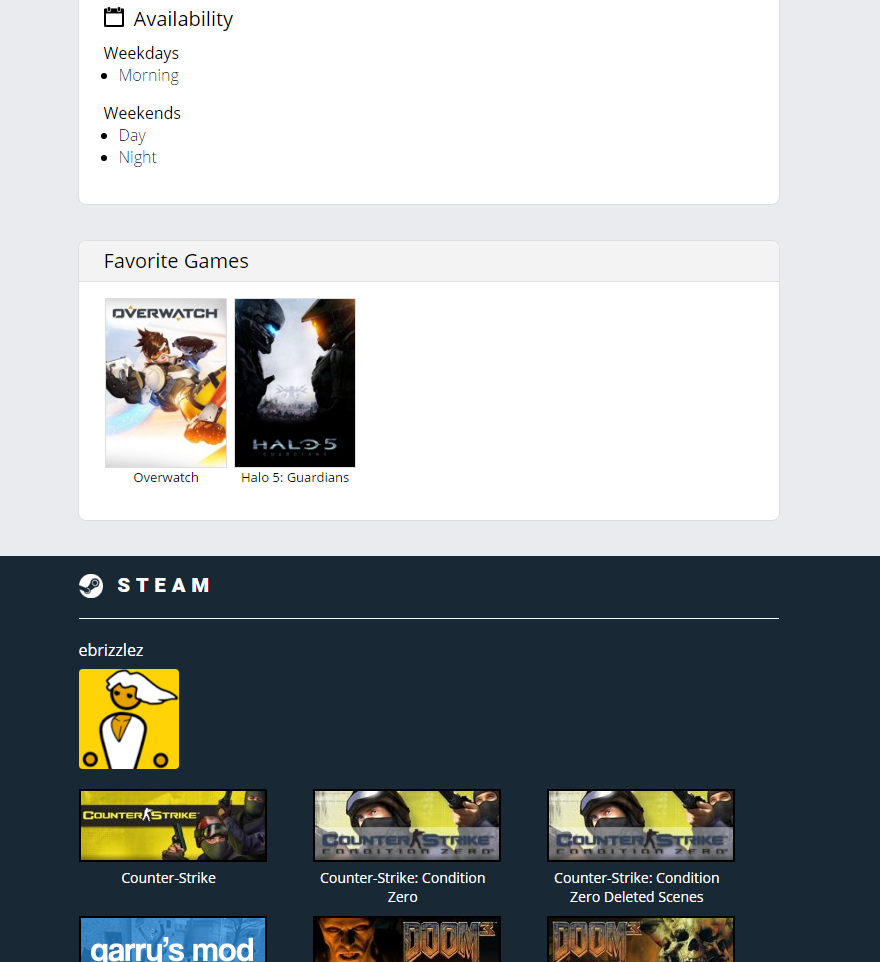 Availability
Weekdays
Morning
Weekends
Day
Night
Favorite Games
OVERWATCH
HALO 5
GUARDIANS
Overwatch
Halo 5: Guardians
STEAM
ebrizzlez
COUNTER STRIKE
COUNTER STRIKE
CONDITION ZERO
COUNTER STRIKE
CONDITION ZERO
Counter-Strike
Counter-Strike: Condition
Zero
Counter-Strike: Condition
Zero Deleted Scenes
garry's mod
DOOM 3
DOOM 3